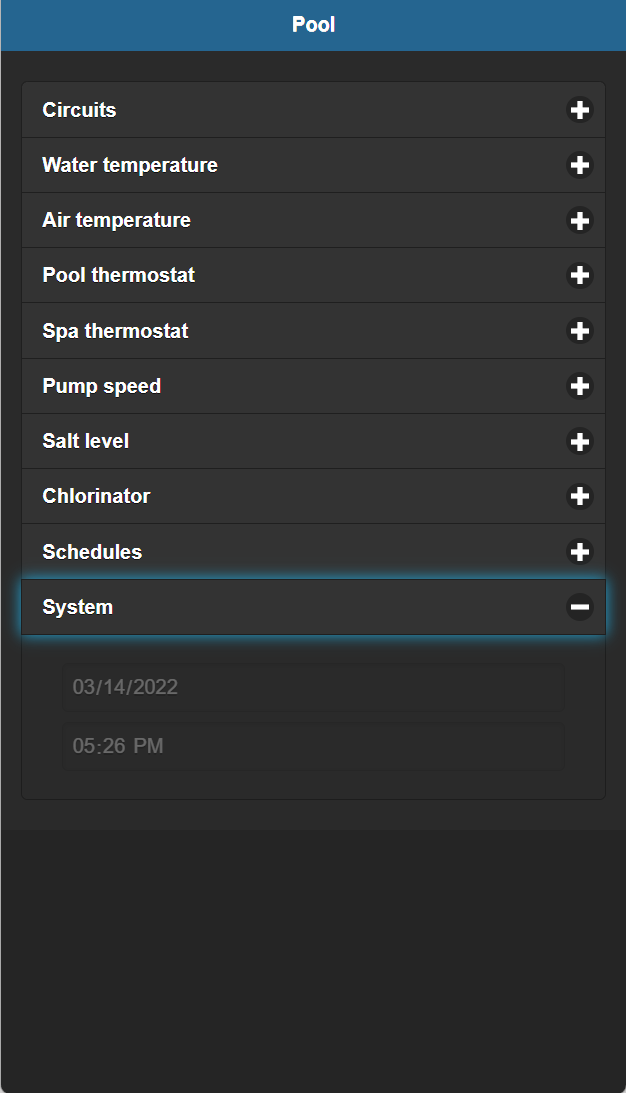 Pool
Circuits
Water temperature
Air temperature
Pool thermostat
Spa thermostat
Pump speed
Salt level
Chlorinator
Schedules
System
03/14/2022
05:26 PM